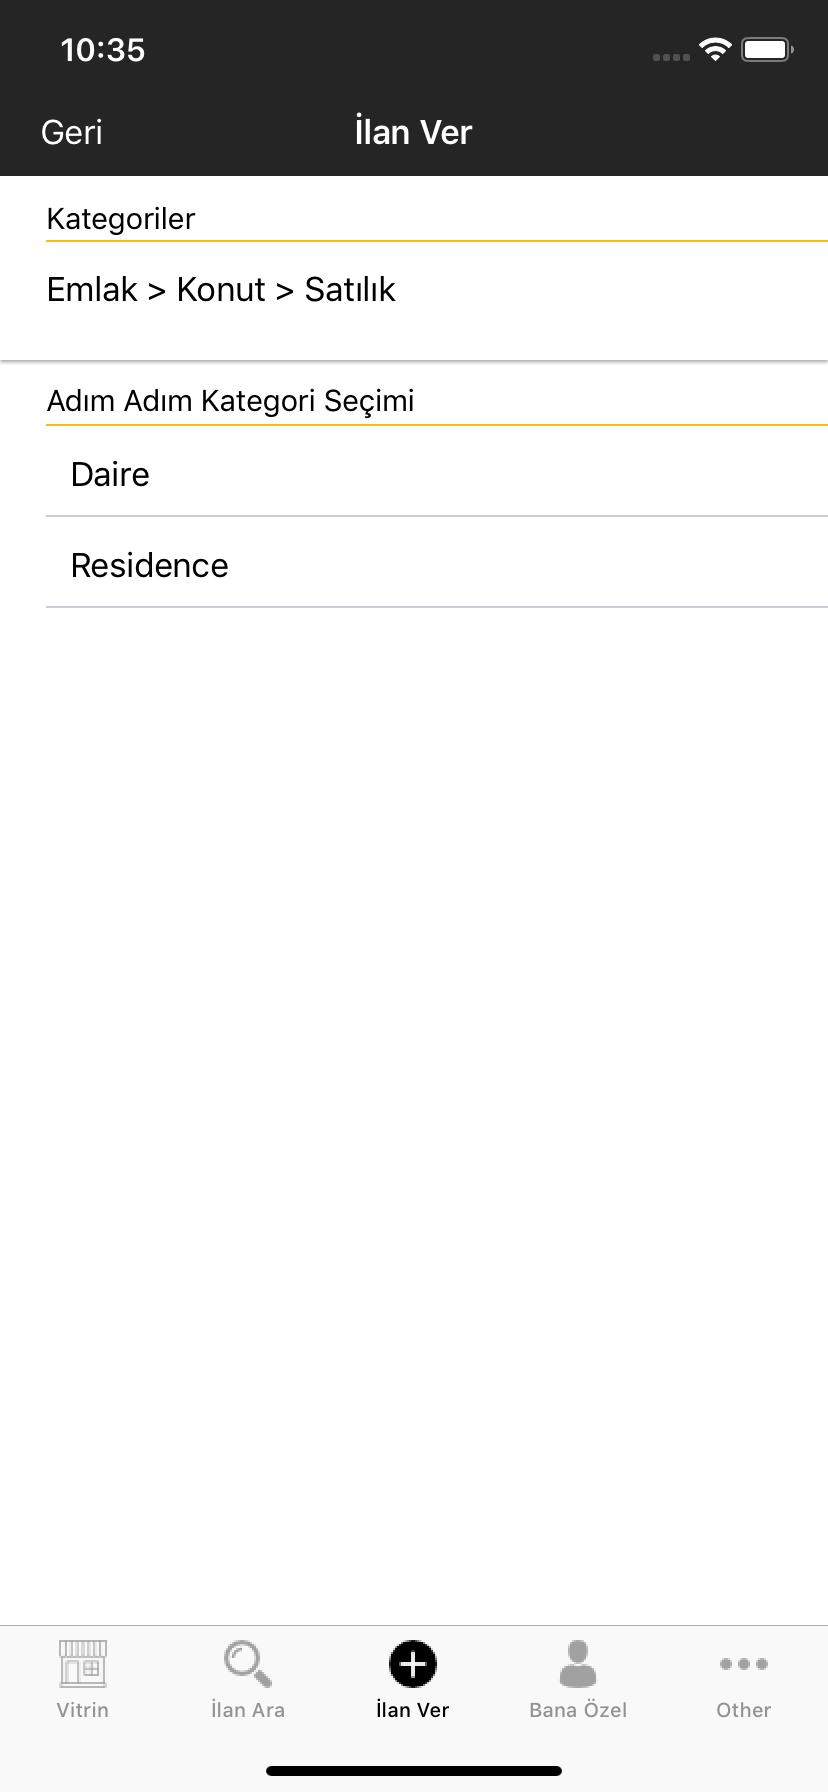 10:35
Geri
İlan Ver
Kategoriler
Emlak > Konut > Satılık
Adım Adım Kategori Seçimi
Daire
Residence
Vitrin
İlan Ara
İlan Ver
Bana Özel
Other